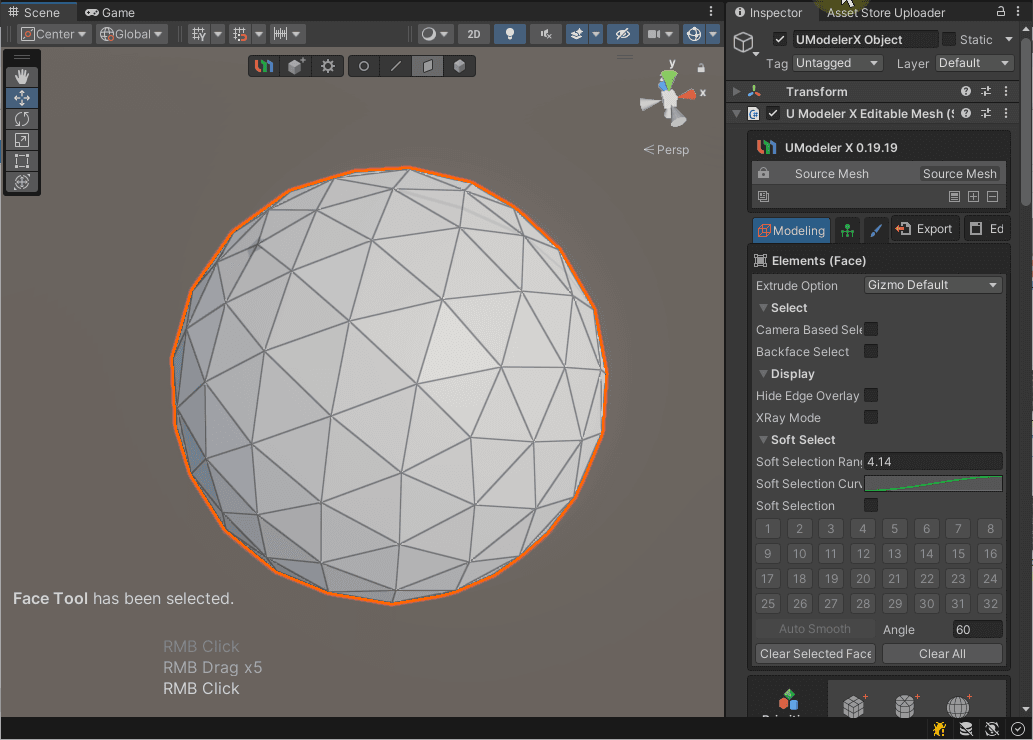 Scene
Game
Inspector
Asset Store Uploader
Center
Global
2D
UModelerX Object
Static
Tag
Untagged
Layer
Default
Transform
U Modeler X Editable Mesh (S
y
x
Persp
UModeler X 0.19.19
Source Mesh
Source Mesh
Modeling
Export
Ed
Elements (Face)
Extrude Option
Gizmo Default
Select
Camera Based Sele
Backface Select
Display
Hide Edge Overlay
XRay Mode
Soft Select
Soft Selection Rang
4.14
Soft Selection Curv
Soft Selection
1 2 3 4 5 6 7 8
9 10 11 12 13 14 15 16
17 18 19 20 21 22 23 24
25 26 27 28 29 30 31 32
Auto Smooth
Angle
60
Clear Selected Face
Clear All
Face Tool has been selected.
RMB Click
RMB Drag x5
RMB Click